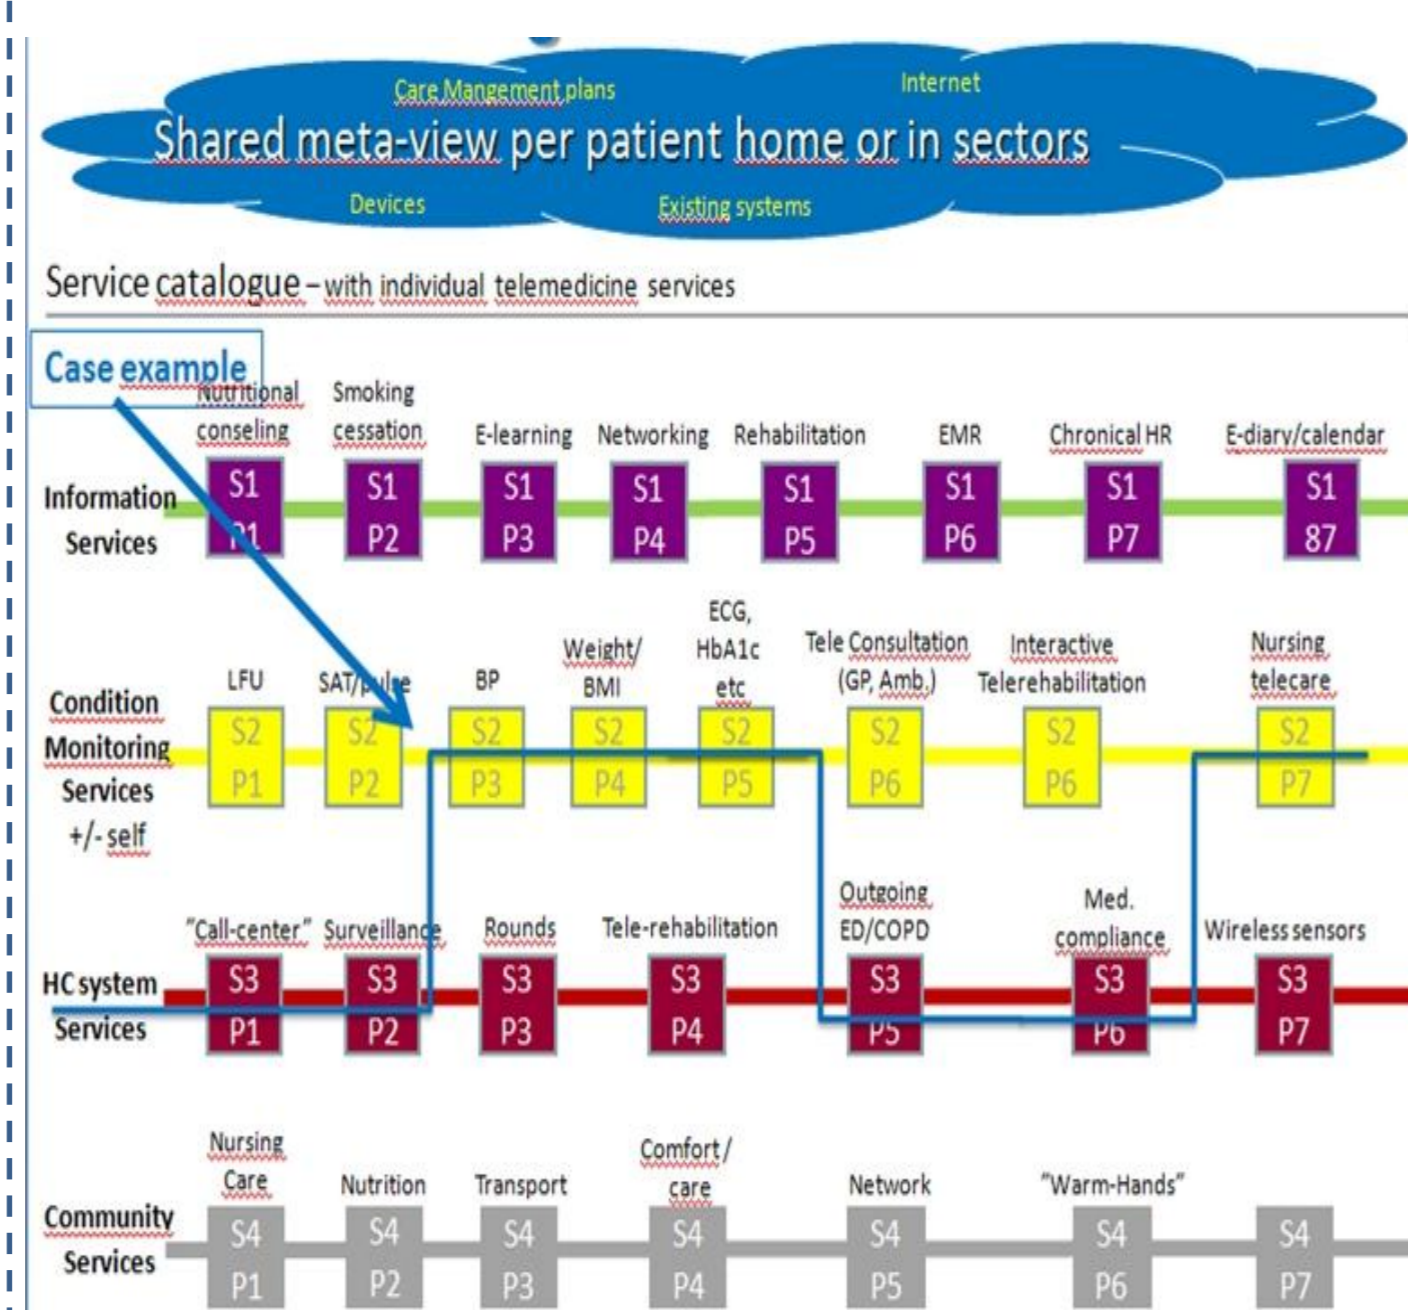 Care Mangement plans
Internet
Shared meta-view per patient home or in sectors
Devices
Existing systems
Service catalogue – with individual telemedicine services
Case example
Nutritional
conseling
Smoking
cessation
E-learning
Networking
Rehabilitation
EMR
Chronical HR
E-diary/calendar
Information
Services
S1
P1
S1
P2
S1
P3
S1
P4
S1
P5
S1
P6
S1
P7
S1
87
LFU
SAT/pulse
BP
Weight/
BMI
ECG,
HbA1c
etc
Tele Consultation
(GP, Amb.)
Interactive
Telerehabilitation
Nursing
telecare
Condition
Monitoring
Services
+/- self
S2
P1
S2
P2
S2
P3
S2
P4
S2
P5
S2
P6
S2
P6
S2
P7
"Call-center"
Surveillance
Rounds
Tele-rehabilitation
Outgoing
ED/COPD
Med.
compliance
Wireless sensors
HC system
Services
S3
P1
S3
P2
S3
P3
S3
P4
S3
P5
S3
P6
S3
P7
Nursing
Care
Nutrition
Transport
Comfort /
care
Network
"Warm-Hands"
Community
Services
S4
P1
S4
P2
S4
P3
S4
P4
S4
P5
S4
P6
S4
P7